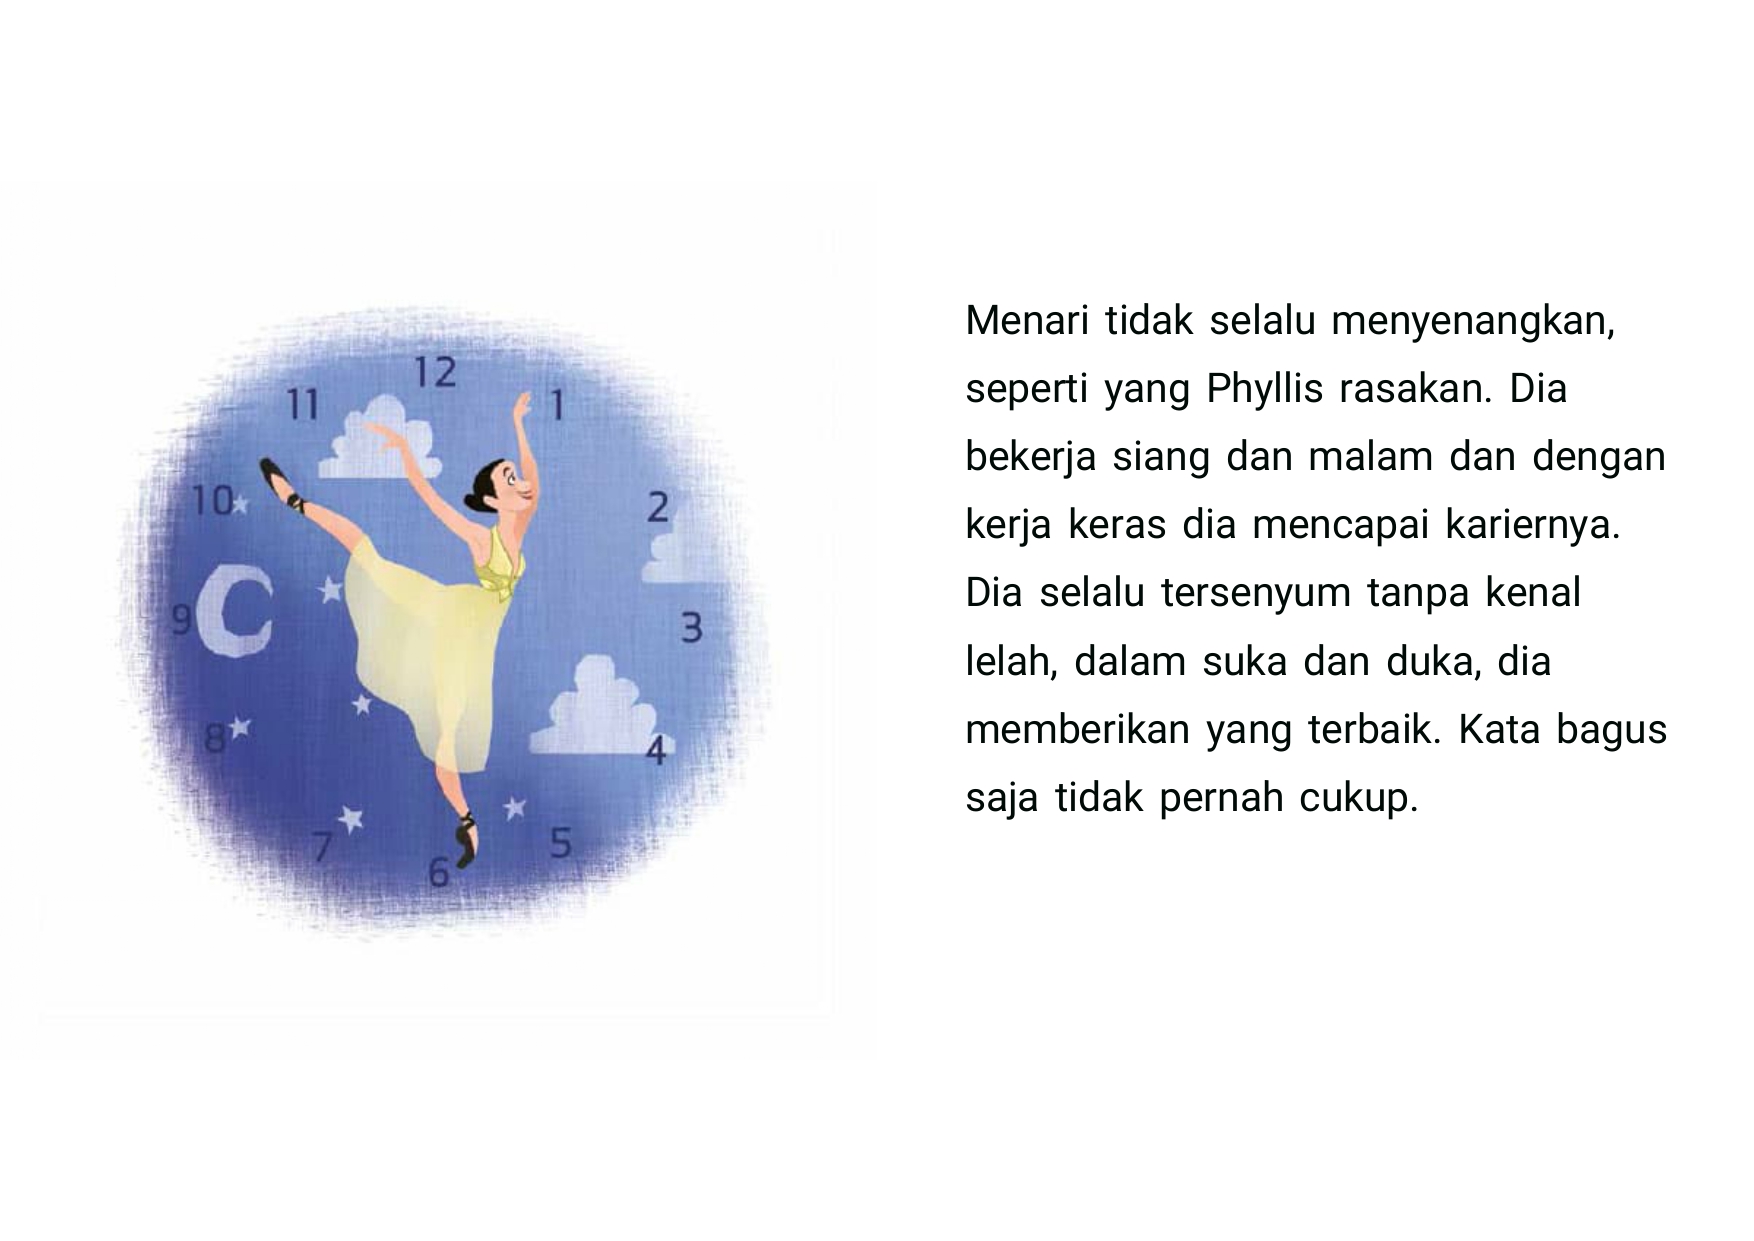 12
11
1
10
2
9
3
8
4
7
5
6
Menari tidak selalu menyenangkan,
seperti yang Phyllis rasakan. Dia
bekerja siang dan malam dan dengan
kerja keras dia mencapai kariernya.
Dia selalu tersenyum tanpa kenal
lelah, dalam suka dan duka, dia
memberikan yang terbaik. Kata bagus
saja tidak pernah cukup.